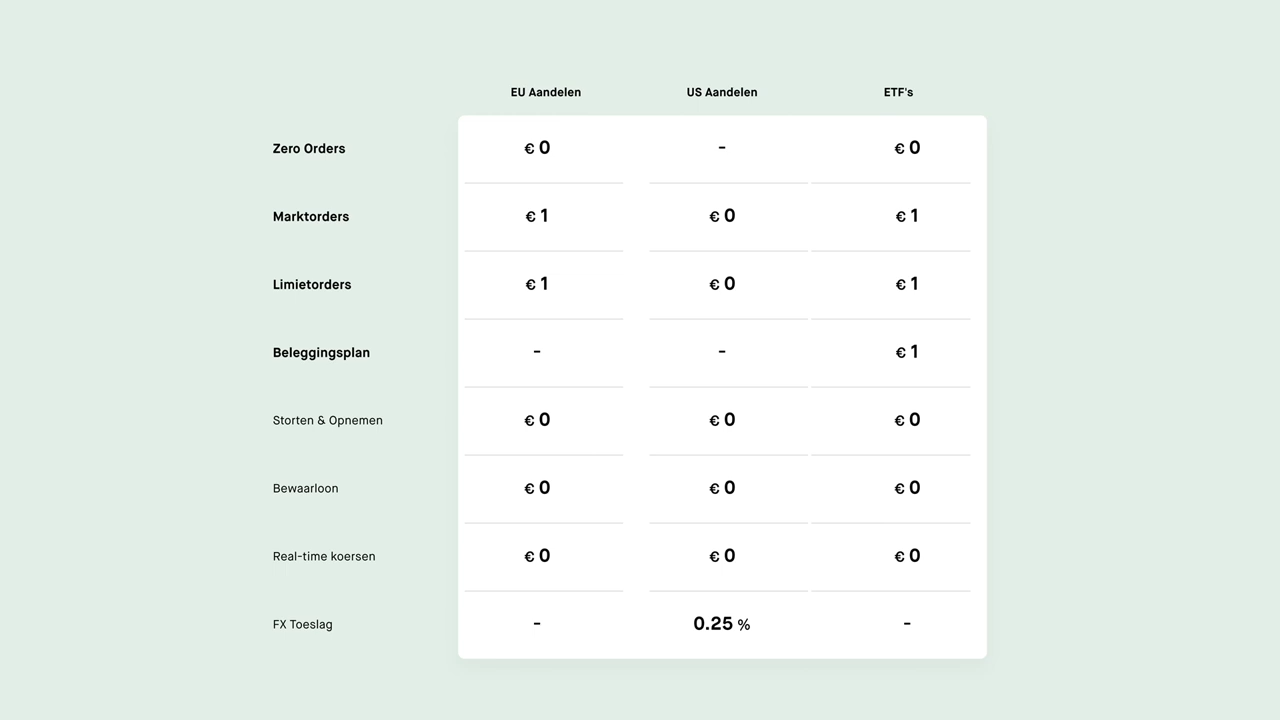 EU Aandelen US Aandelen ETF's
Zero Orders € 0 - € 0
Marktorders € 1 € 0 € 1
Limietorders € 1 € 0 € 1
Beleggingsplan - - € 1
Storten & Opnemen € 0 € 0 € 0
Bewaarloon € 0 € 0 € 0
Real-time koersen € 0 € 0 € 0
FX Toeslag - 0.25 % -